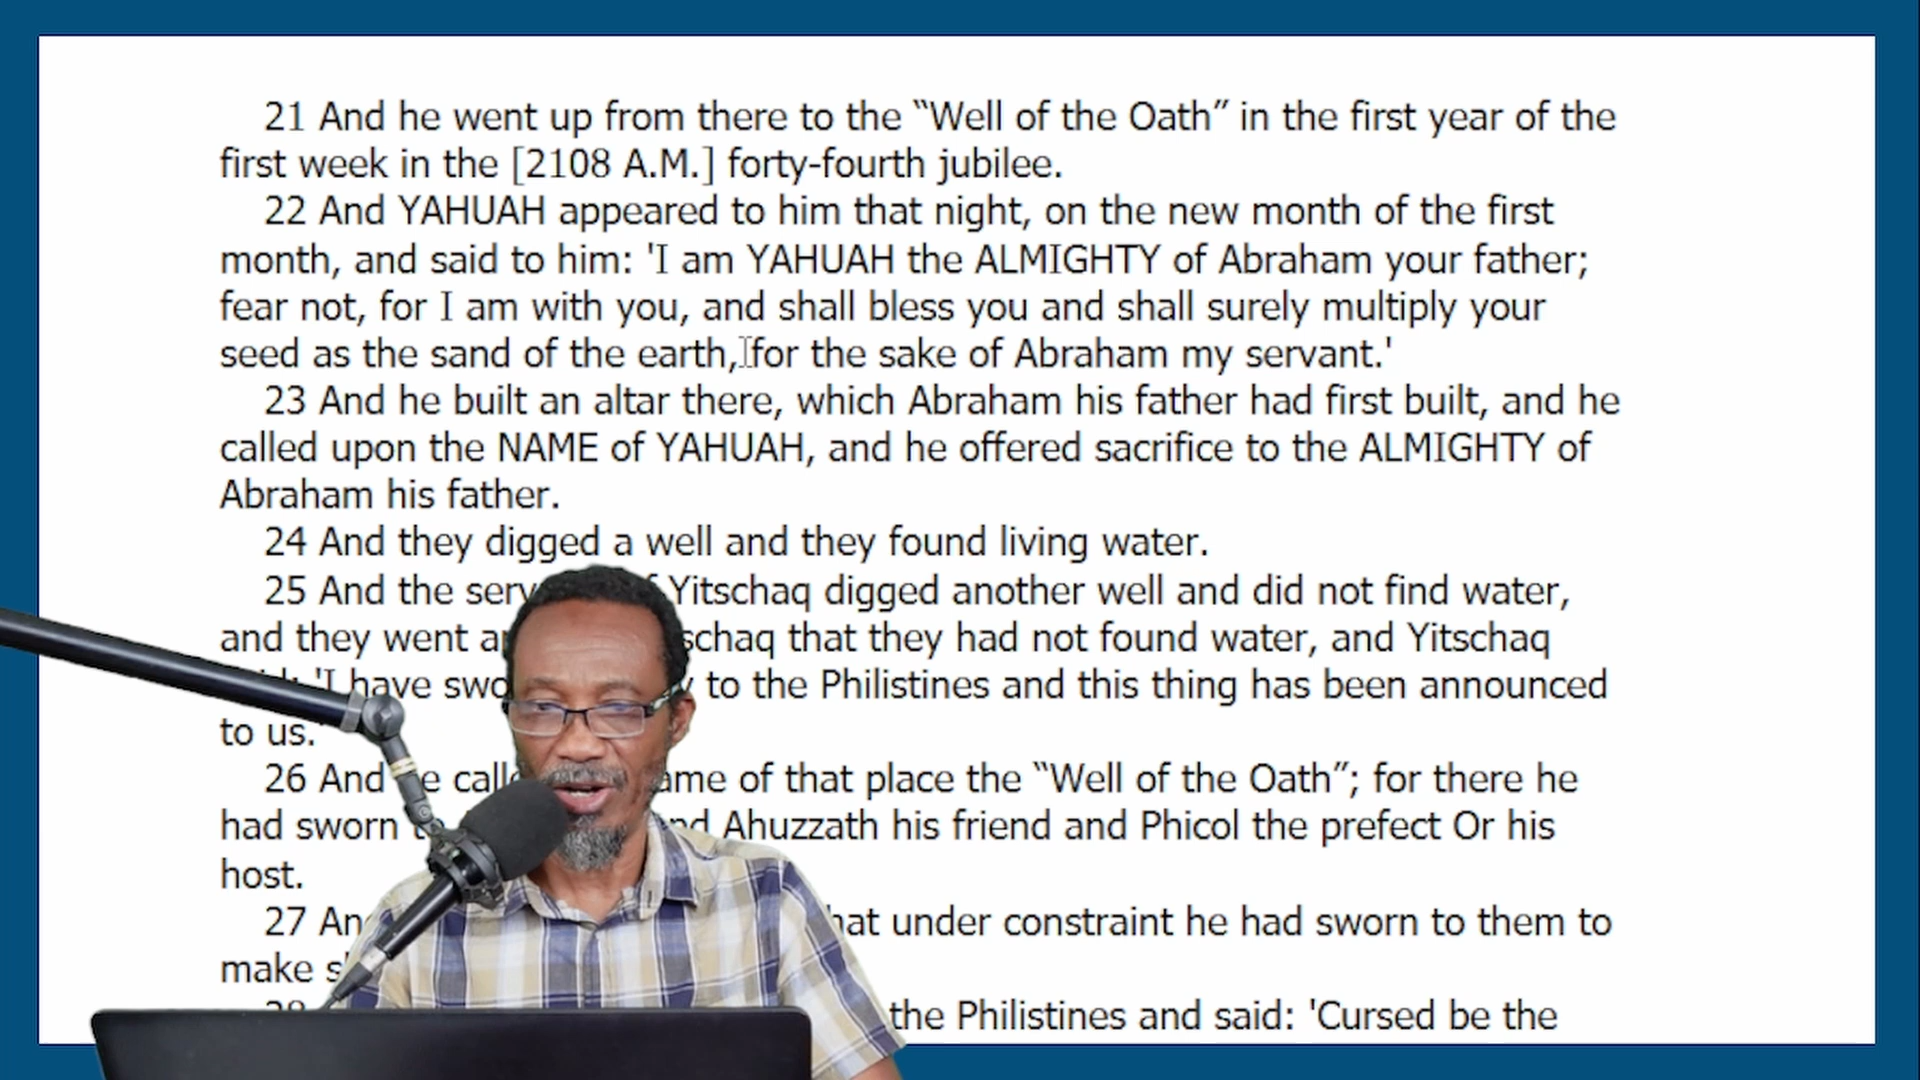 21 And he went up from there to the “Well of the Oath” in the first year of the
first week in the [2108 A.M.] forty-fourth jubilee.
22 And YAHUAH appeared to him that night, on the new month of the first
month, and said to him: 'I am YAHUAH the ALMIGHTY of Abraham your father;
fear not, for I am with you, and shall bless you and shall surely multiply your
seed as the sand of the earth, for the sake of Abraham my servant.'
23 And he built an altar there, which Abraham his father had first built, and he
called upon the NAME of YAHUAH, and he offered sacrifice to the ALMIGHTY of
Abraham his father.
24 And they digged a well and they found living water.
25 And the Yitschaq digged another well and did not find water,
and they went that they had not found water, and Yitschaq
'I have to the Philistines and this thing has been announced
to us.'
26 And of that place the “Well of the Oath”; for there he
had sworn Ahuzzath his friend and Phicol the prefect Or his
host.
27 under constraint he had sworn to them to
make
the Philistines and said: 'Cursed be the